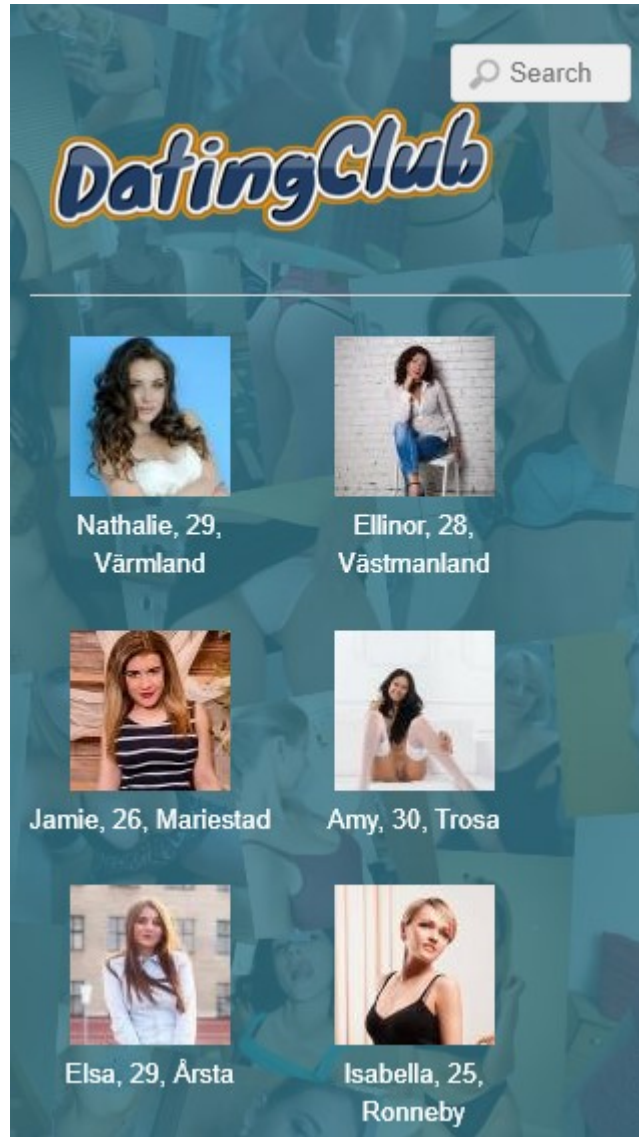 Search
DatingClub
Nathalie, 29,
Värmland
Ellinor, 28,
Västmanland
Jamie, 26, Mariestad
Amy, 30, Trosa
Elsa, 29, Årsta
Isabella, 25,
Ronneby